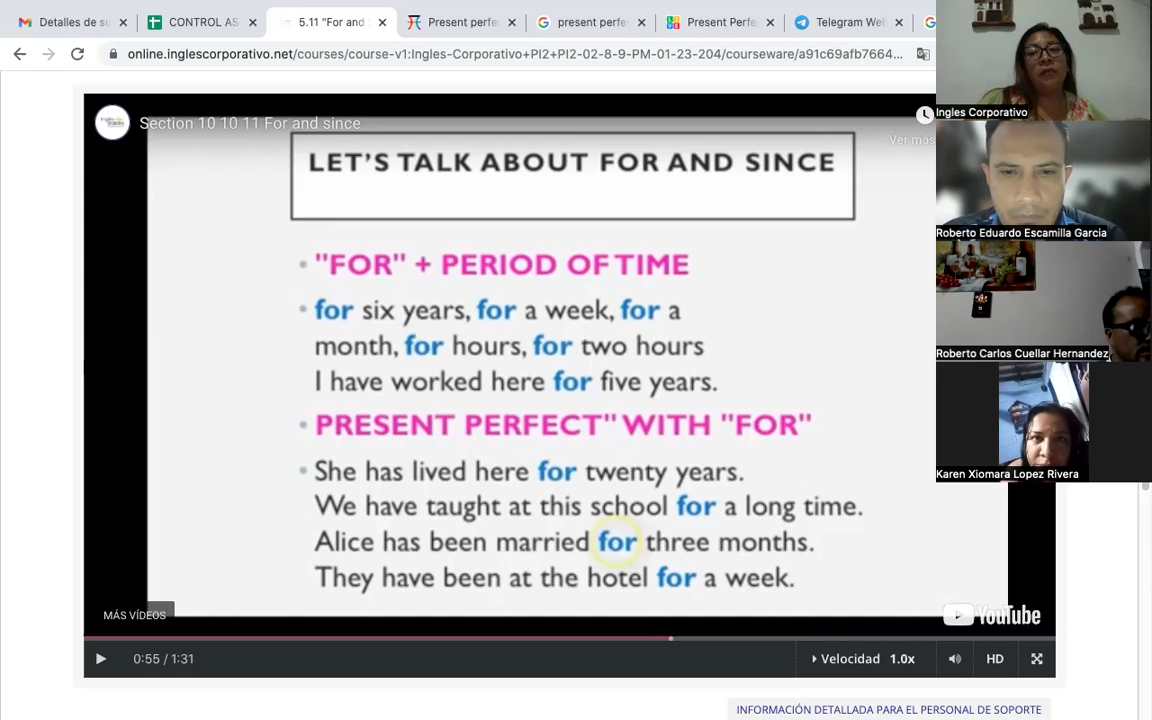 Detalles de su
CONTROL AS
5.11 "For and
Present perfe
present perfe
Present Perfe
Telegram Web
online.inglescorporativo.net/courses/course-v1:Ingles-Corporativo+PI2+PI2-02-8-9-PM-01-23-204/courseware/a91c69afb7664...
Section 10 10 11 For and since
Ver más
LET'S TALK ABOUT FOR AND SINCE
"FOR" + PERIOD OF TIME
for six years, for a week, for a
month, for hours, for two hours
I have worked here for five years.
PRESENT PERFECT" WITH "FOR"
She has lived here for twenty years.
We have taught at this school for a long time.
Alice has been married for three months.
They have been at the hotel for a week.
MÁS VÍDEOS
YouTube
0:55 / 1:31
Velocidad 1.0x
HD
INFORMACIÓN DETALLADA PARA EL PERSONAL DE SOPORTE
Ingles Corporativo
Roberto Eduardo Escamilla Garcia
Roberto Carlos Cuellar Hernandez
Karen Xiomara Lopez Rivera